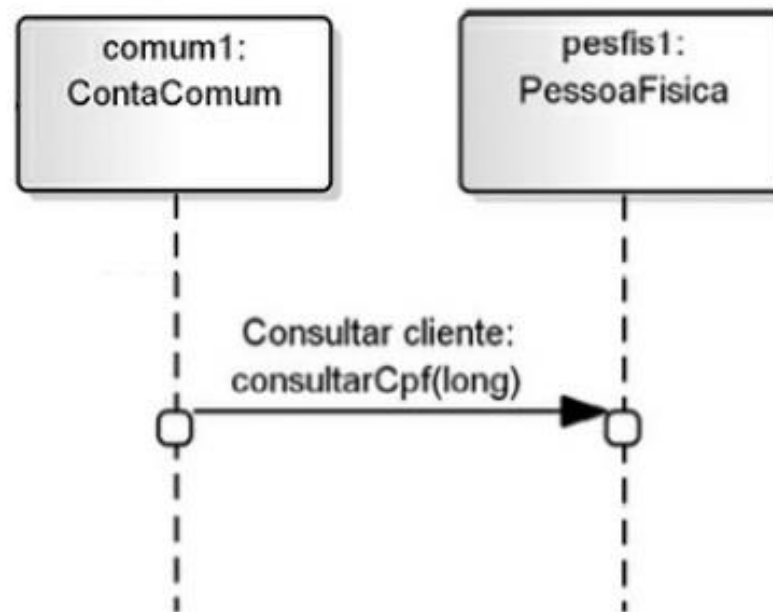 comum1:
ContaComum
pesfis1:
PessoaFisica
Consultar cliente:
consultarCpf(long)